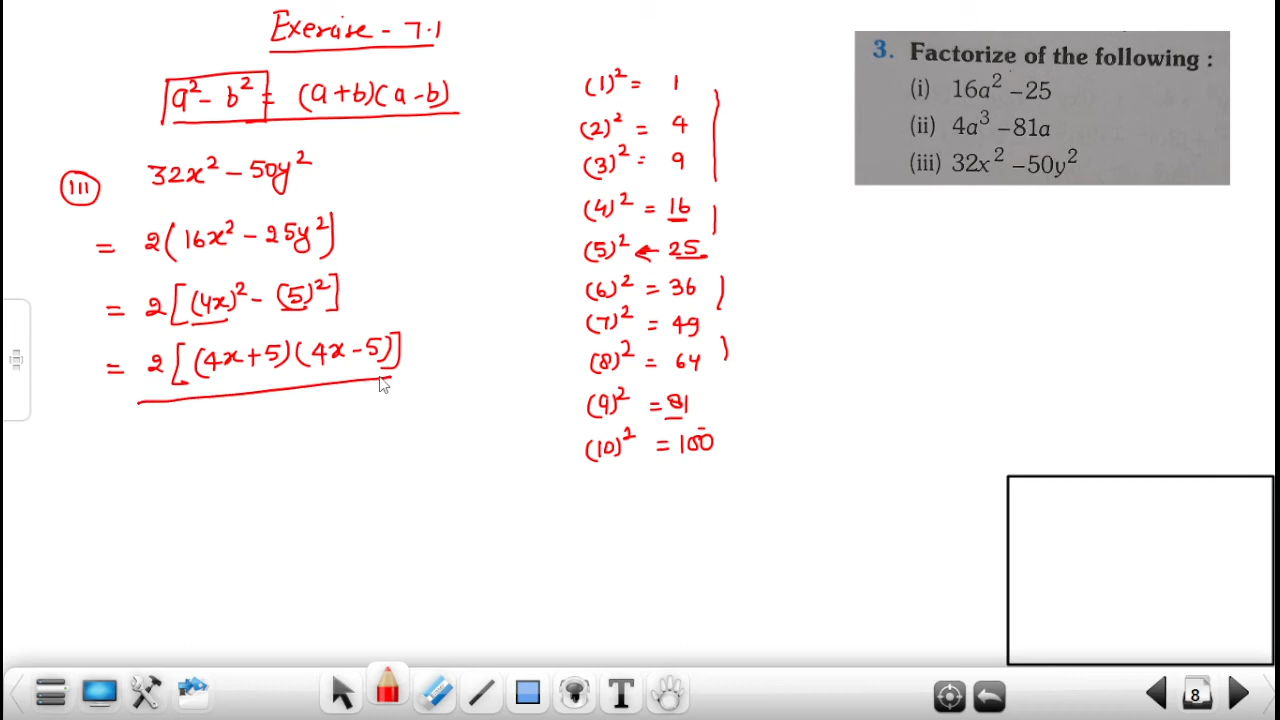 Exercise - 7.1
a² - b² = (a+b)(a-b)
(iii) 32x² - 50y²
= 2(16x² - 25y²]
= 2[(4x)² - (5)²]
= 2[(4x+5)(4x-5)]
(1)² = 1
(2)² = 4
(3)² = 9
(4)² = 16
(5)² ← 25
(6)² = 36
(7)² = 49
(8)² = 64
(9)² = 81
(10)² = 100
3. Factorize of the following :
(i) 16a² - 25
(ii) 4a³ - 81a
(iii) 32x² - 50y²
T
8